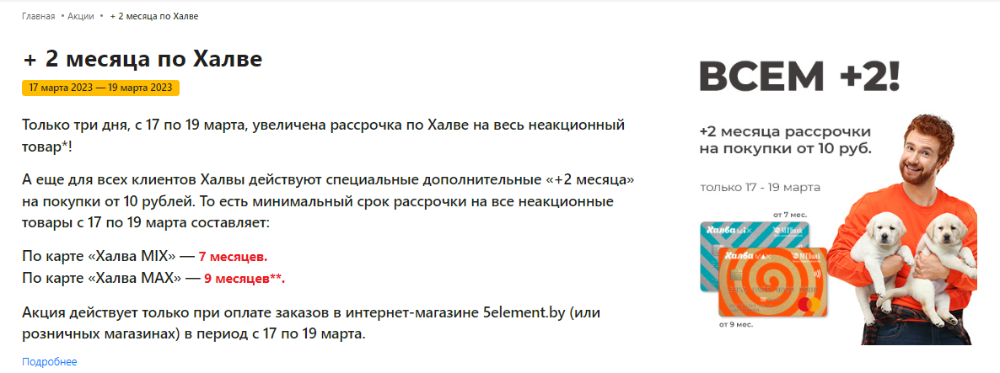 Главная • Акции • + 2 месяца по Халве
+ 2 месяца по Халве
17 марта 2023 — 19 марта 2023
Только три дня, с 17 по 19 марта, увеличена рассрочка по Халве на весь неакционный
товар*!
А еще для всех клиентов Халвы действуют специальные дополнительные «+2 месяца»
на покупки от 10 рублей. То есть минимальный срок рассрочки на все неакционные
товары с 17 по 19 марта составляет:
По карте «Халва MIX» — 7 месяцев.
По карте «Халва MAX» — 9 месяцев**.
Акция действует только при оплате заказов в интернет-магазине 5element.by (или
розничных магазинах) в период с 17 по 19 марта.
Подробнее
ВСЕМ +2!
+2 месяца рассрочки
на покупки от 10 руб.
только 17 - 19 марта
от 7 мес.
Халва MIX MTBank
Халва MAX MTBank
от 9 мес.